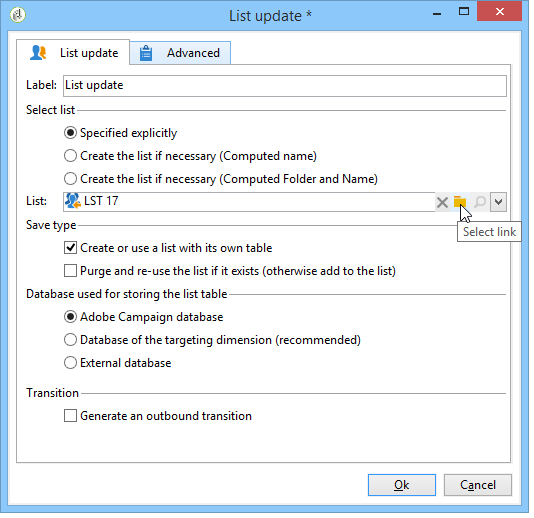 List update *
List update
Advanced
Label: List update
Select list
Specified explicitly
Create the list if necessary (Computed name)
Create the list if necessary (Computed Folder and Name)
List: LST 17
Select link
Save type
Create or use a list with its own table
Purge and re-use the list if it exists (otherwise add to the list)
Database used for storing the list table
Adobe Campaign database
Database of the targeting dimension (recommended)
External database
Transition
Generate an outbound transition
Ok
Cancel